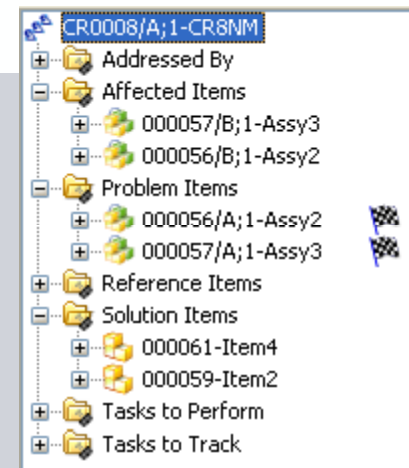 CR0008/A;1-CR8NM
Addressed By
Affected Items
000057/B;1-Assy3
000056/B;1-Assy2
Problem Items
000056/A;1-Assy2
000057/A;1-Assy3
Reference Items
Solution Items
000061-Item4
000059-Item2
Tasks to Perform
Tasks to Track